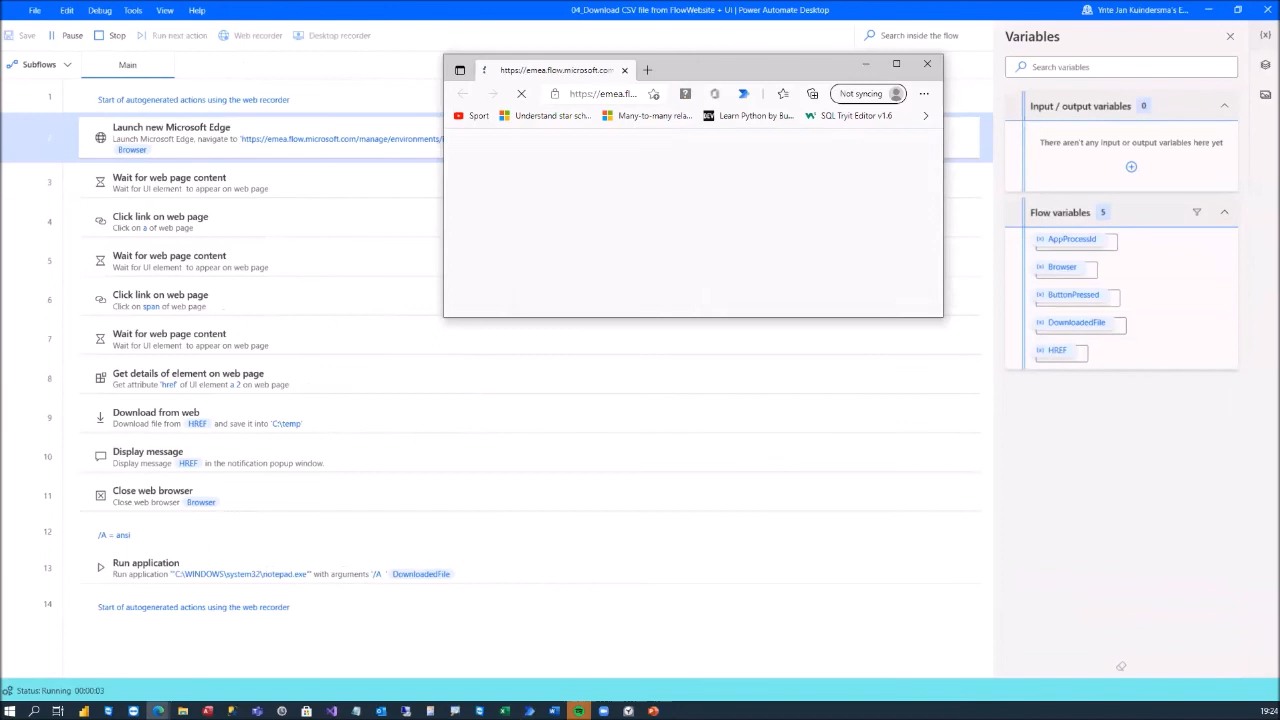 File Edit Debug Tools View Help
04_Download CSV file from FlowWebsite + UI | Power Automate Desktop
Yrite Jan Kuindersma's E...
Save Pause Stop Run next action Web recorder Desktop recorder
Search inside the flow
Subflows
Main
1 Start of autogenerated actions using the web recorder
2 Launch new Microsoft Edge
Launch Microsoft Edge, navigate to 'https://emea.flow.microsoft.com/manage/environments/
Browser
3 Wait for web page content
Wait for UI element to appear on web page
4 Click link on web page
Click on a of web page
5 Wait for web page content
Wait for UI element to appear on web page
6 Click link on web page
Click on span of web page
7 Wait for web page content
Wait for UI element to appear on web page
8 Get details of element on web page
Get attribute 'href' of UI element a 2 on web page
9 Download from web
Download file from HREF and save it into 'C:\temp'
10 Display message
Display message HREF in the notification popup window.
11 Close web browser
Close web browser Browser
12 /A = ansi
13 Run application
Run application '"C:\WINDOWS\system32\notepad.exe"' with arguments '/A ' DownloadedFile
14 Start of autogenerated actions using the web recorder
https://emea.flow.microsoft.com
https://emea.fl...
Not syncing
Sport Understand star sch... Many-to-many rela... DEV Learn Python by Bu... SQL Tryit Editor v1.6
Variables
Search variables
Input / output variables 0
There aren't any input or output variables here yet
Flow variables 5
(x) AppProcessId
(x) Browser
(x) ButtonPressed
(x) DownloadedFile
(x) HREF
Status: Running 00:00:03
19:24